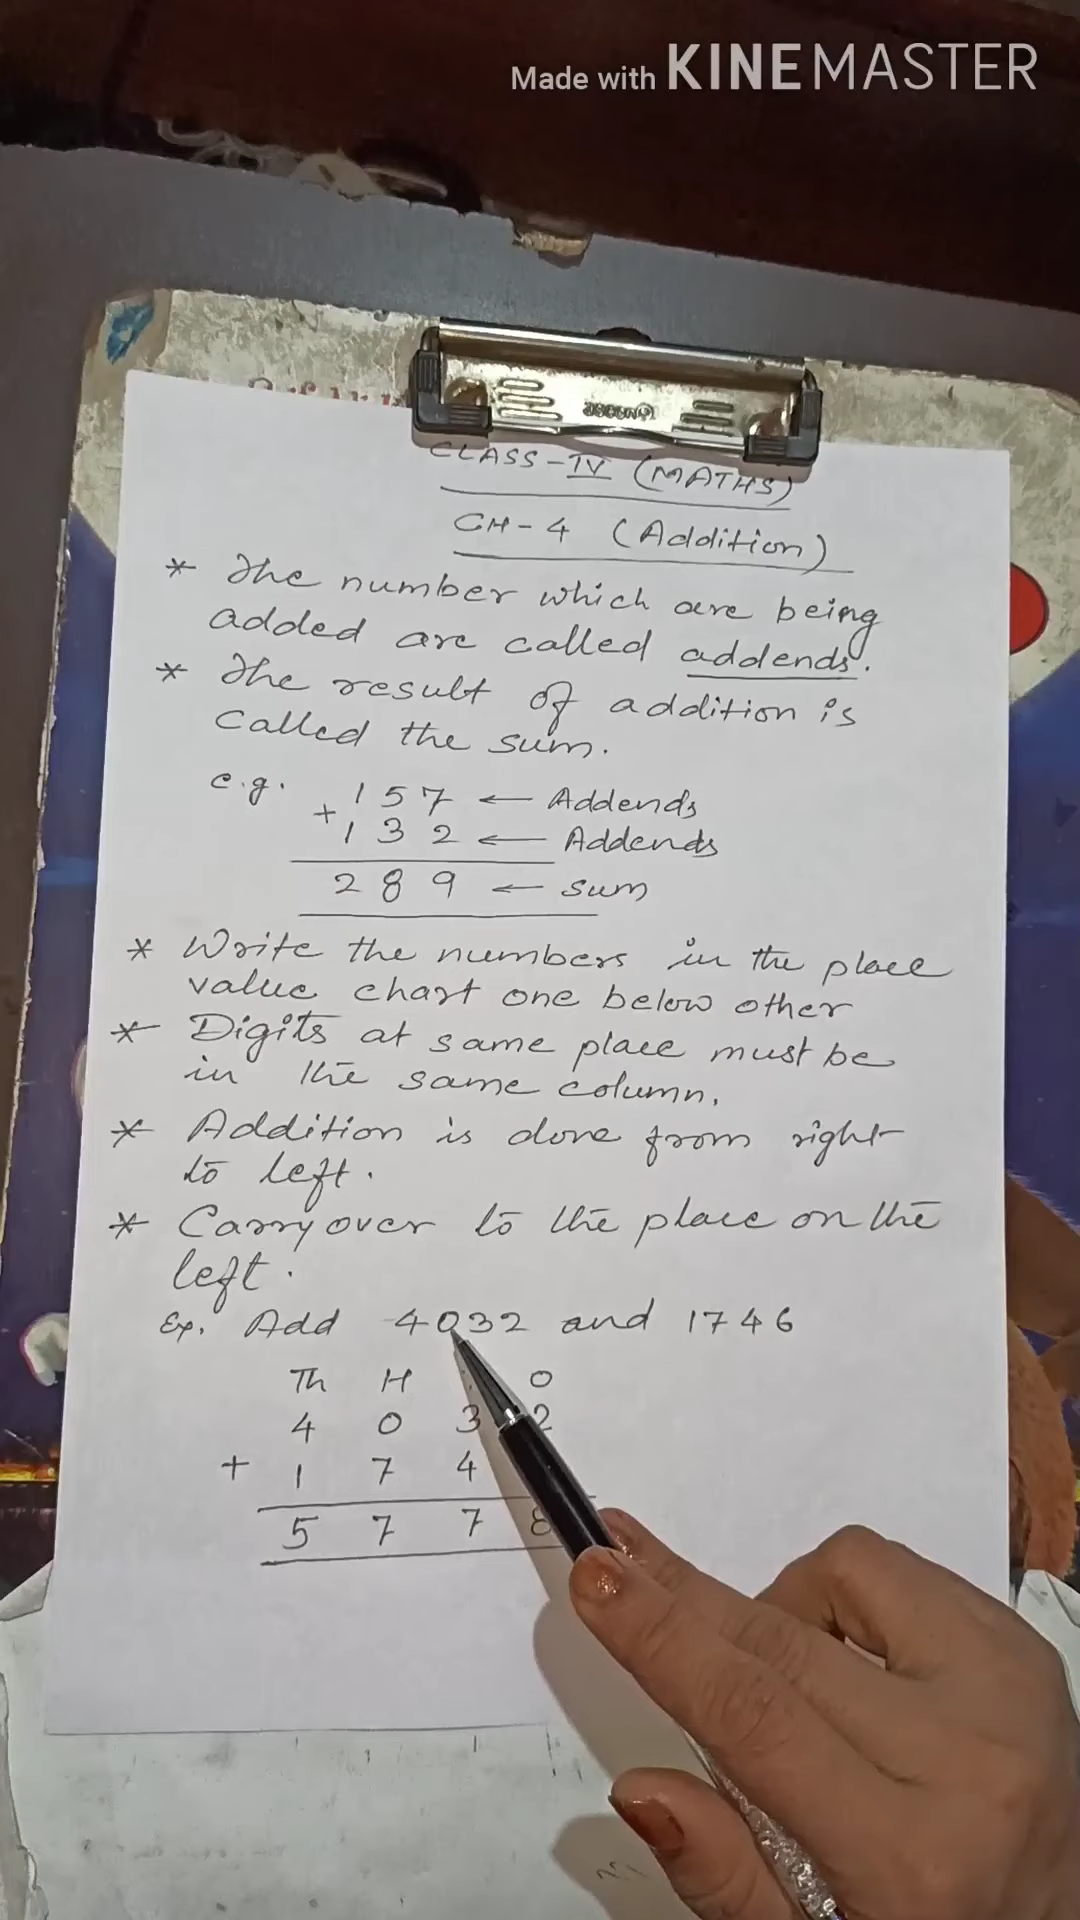 Made with KINEMASTER
CLASS-IV (MATHS)
CH-4 (Addition)
* The number which are being
added are called addends.
* The result of addition is
called the sum.
e.g. 157 ← Addends
+ 132 ← Addends
289 ← Sum
* Write the numbers in the place
value chart one below other
* Digits at same place must be
in the same column.
* Addition is done from right
to left.
* Carry over to the place on the
left.
Ex. Add 4032 and 1746
Th H O
4 0 3 2
+ 1 7 4
5 7 7 8